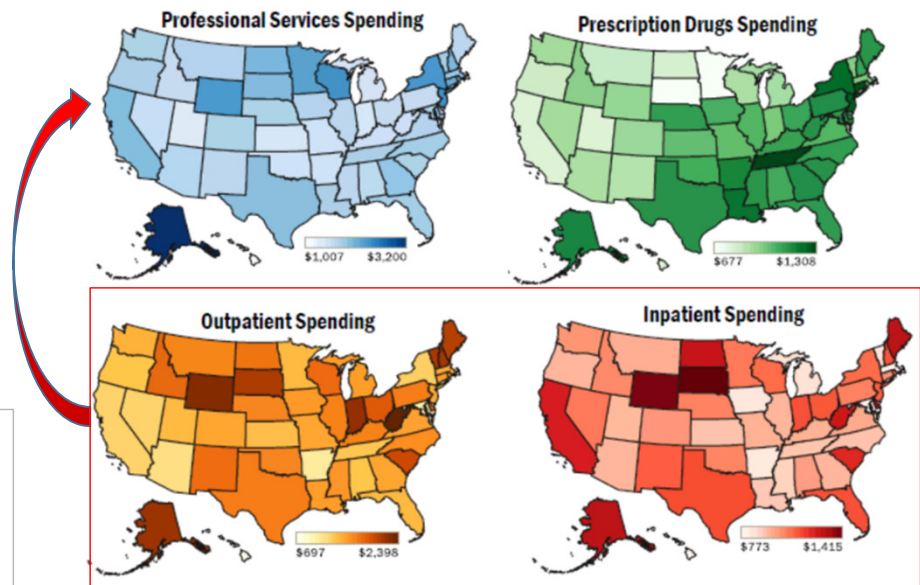 Professional Services Spending
$1,007 $3,200
Prescription Drugs Spending
$677 $1,308
Outpatient Spending
$697 $2,398
Inpatient Spending
$773 $1,415